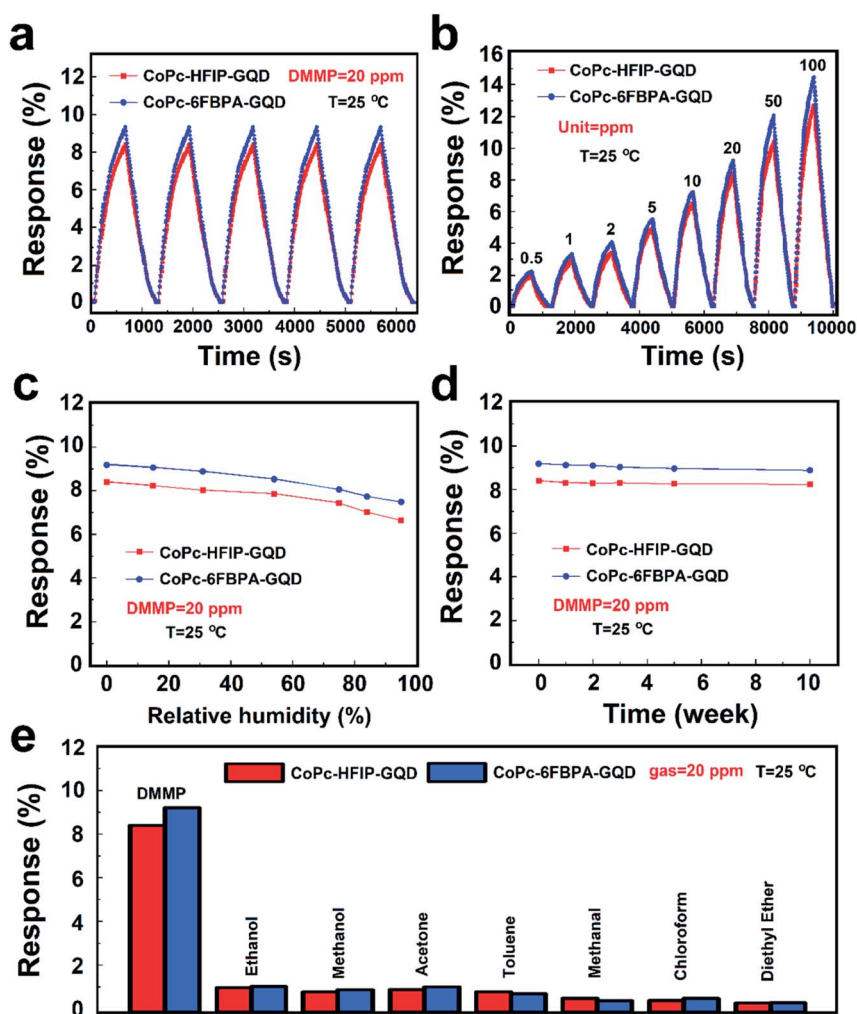 a
CoPc-HFIP-GQD DMMP=20 ppm
CoPc-6FBPA-GQD T=25 °C
Response (%)
12
10
8
6
4
2
0
0 1000 2000 3000 4000 5000 6000
Time (s)
b
CoPc-HFIP-GQD
CoPc-6FBPA-GQD
Unit=ppm
T=25 °C
0.5 1 2 5 10 20 50 100
Response (%)
16
14
12
10
8
6
4
2
0
0 2000 4000 6000 8000 10000
Time (s)
c
Response (%)
12
10
8
6
4
2
0
CoPc-HFIP-GQD
CoPc-6FBPA-GQD
DMMP=20 ppm
T=25 °C
0 20 40 60 80 100
Relative humidity (%)
d
Response (%)
12
10
8
6
4
2
0
CoPc-HFIP-GQD
CoPc-6FBPA-GQD
DMMP=20 ppm
T=25 °C
0 2 4 6 8 10
Time (week)
e
Response (%)
12
10
8
6
4
2
0
CoPc-HFIP-GQD CoPc-6FBPA-GQD gas=20 ppm T=25 °C
DMMP
Ethanol
Methanol
Acetone
Toluene
Methanal
Chloroform
Diethyl Ether